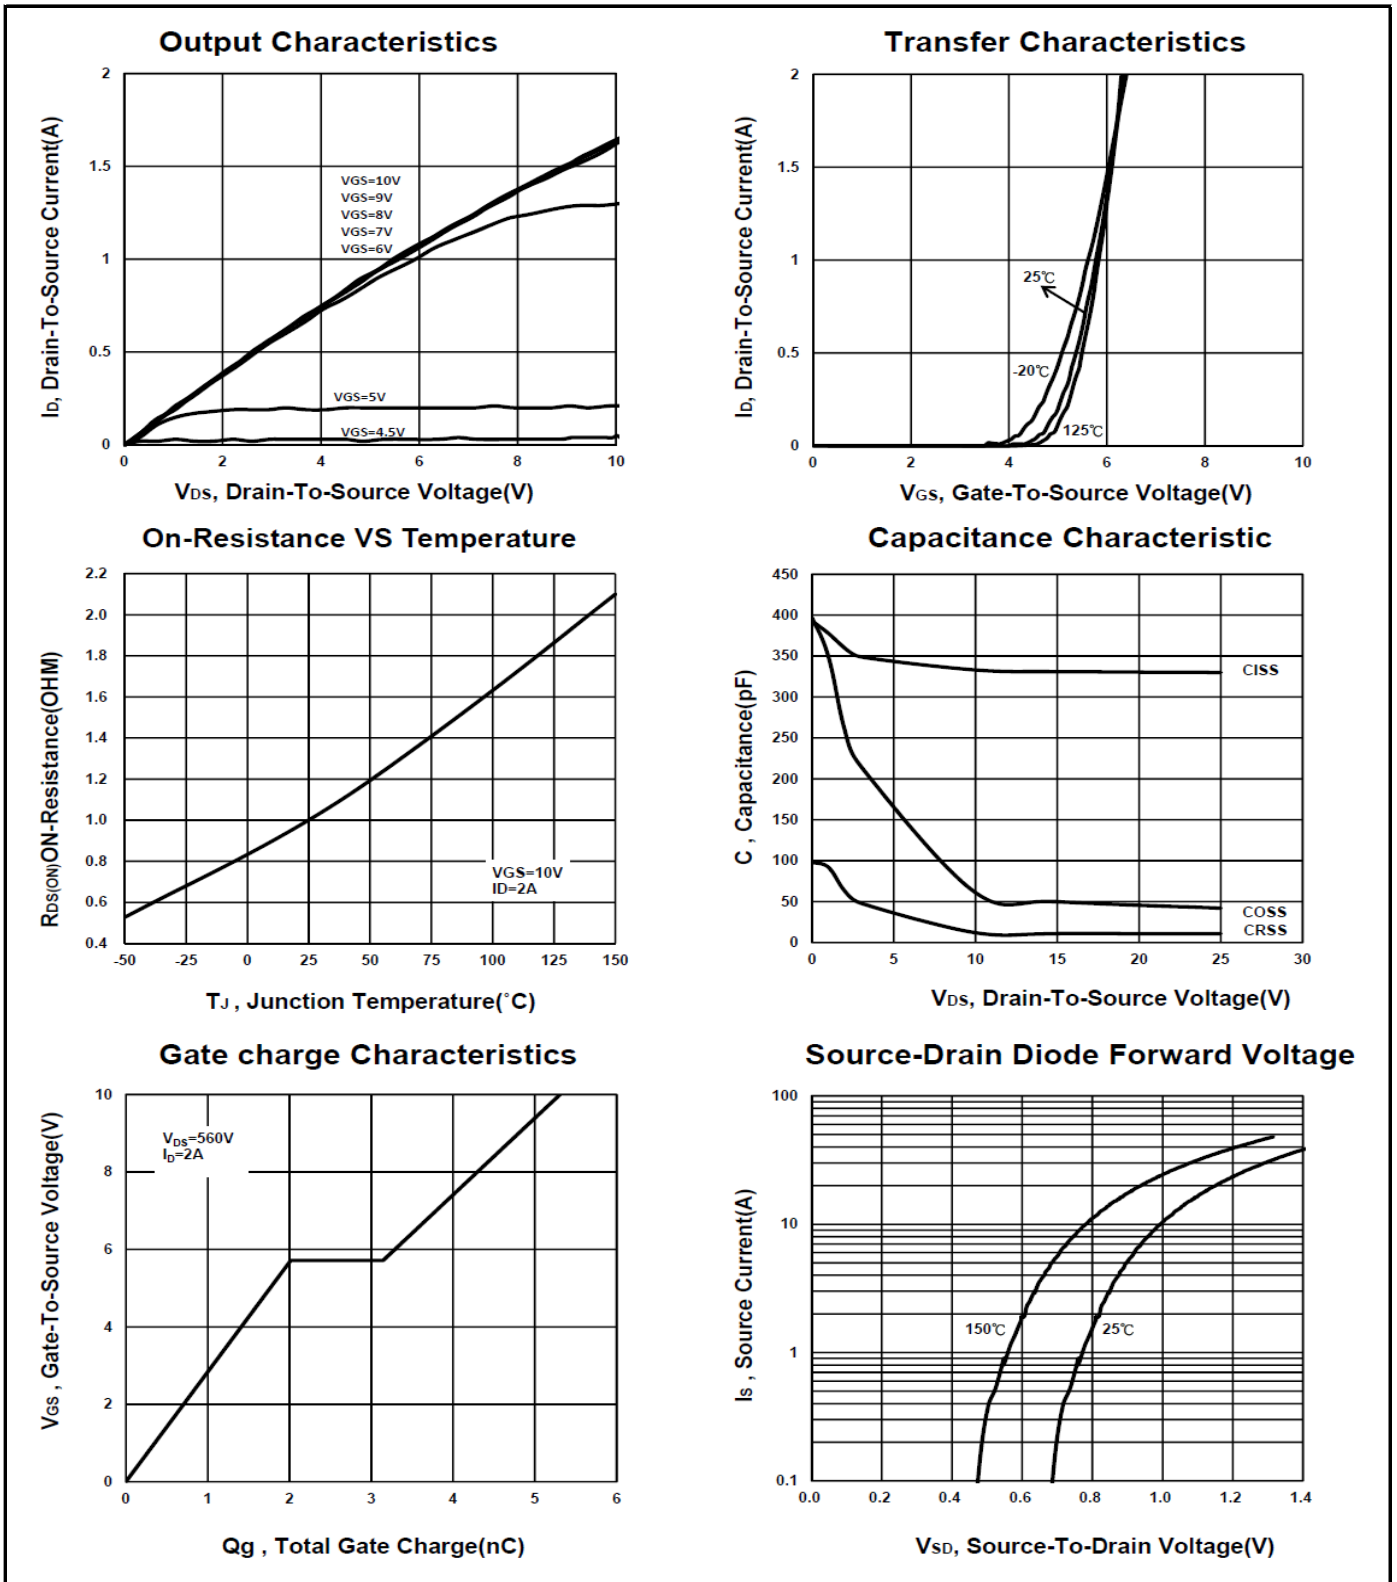 Output Characteristics
ID, Drain-To-Source Current(A)
2
1.5
1
0.5
0
VGS=10V
VGS=9V
VGS=8V
VGS=7V
VGS=6V
VGS=5V
VGS=4.5V
0 2 4 6 8 10
VDS, Drain-To-Source Voltage(V)
Transfer Characteristics
ID, Drain-To-Source Current(A)
2
1.5
1
0.5
0
25℃
-20℃
125℃
0 2 4 6 8 10
VGS, Gate-To-Source Voltage(V)
On-Resistance VS Temperature
RDS(ON)ON-Resistance(OHM)
2.2
2.0
1.8
1.6
1.4
1.2
1.0
0.8
0.6
0.4
VGS=10V
ID=2A
-50 -25 0 25 50 75 100 125 150
TJ , Junction Temperature(°C)
Capacitance Characteristic
C , Capacitance(pF)
450
400
350
300
250
200
150
100
50
0
CISS
COSS
CRSS
0 5 10 15 20 25 30
VDS, Drain-To-Source Voltage(V)
Gate charge Characteristics
VGS , Gate-To-Source Voltage(V)
10
8
6
4
2
0
VDS=560V
ID=2A
0 1 2 3 4 5 6
Qg , Total Gate Charge(nC)
Source-Drain Diode Forward Voltage
IS, Source Current(A)
100
10
1
0.1
150℃
25℃
0.0 0.2 0.4 0.6 0.8 1.0 1.2 1.4
VSD, Source-To-Drain Voltage(V)